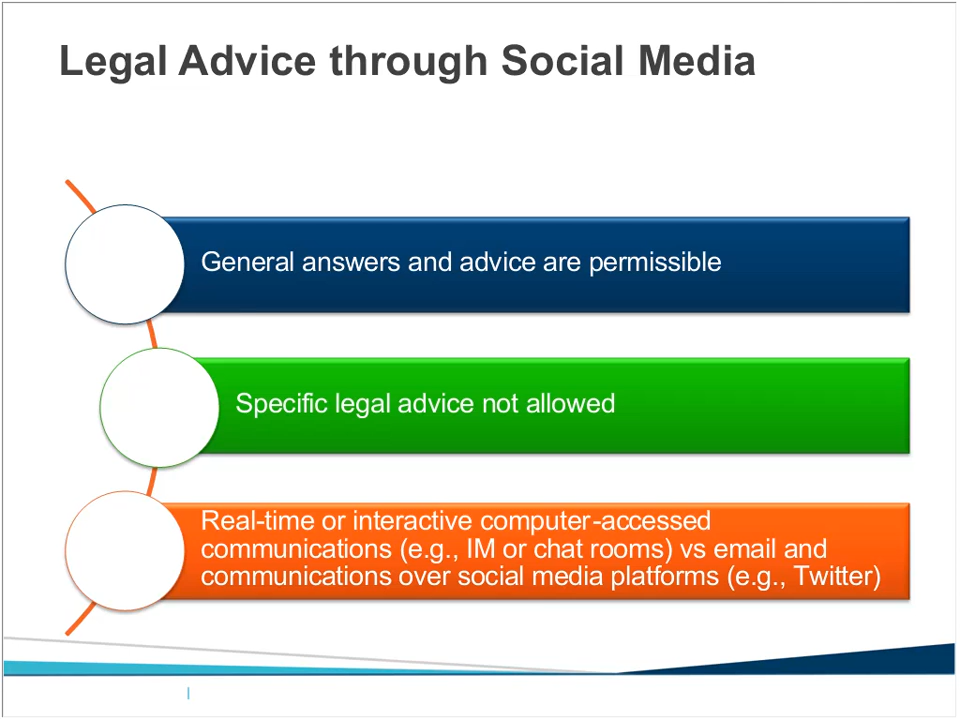 Legal Advice through Social Media
General answers and advice are permissible
Specific legal advice not allowed
Real-time or interactive computer-accessed
communications (e.g., IM or chat rooms) vs email and
communications over social media platforms (e.g., Twitter)